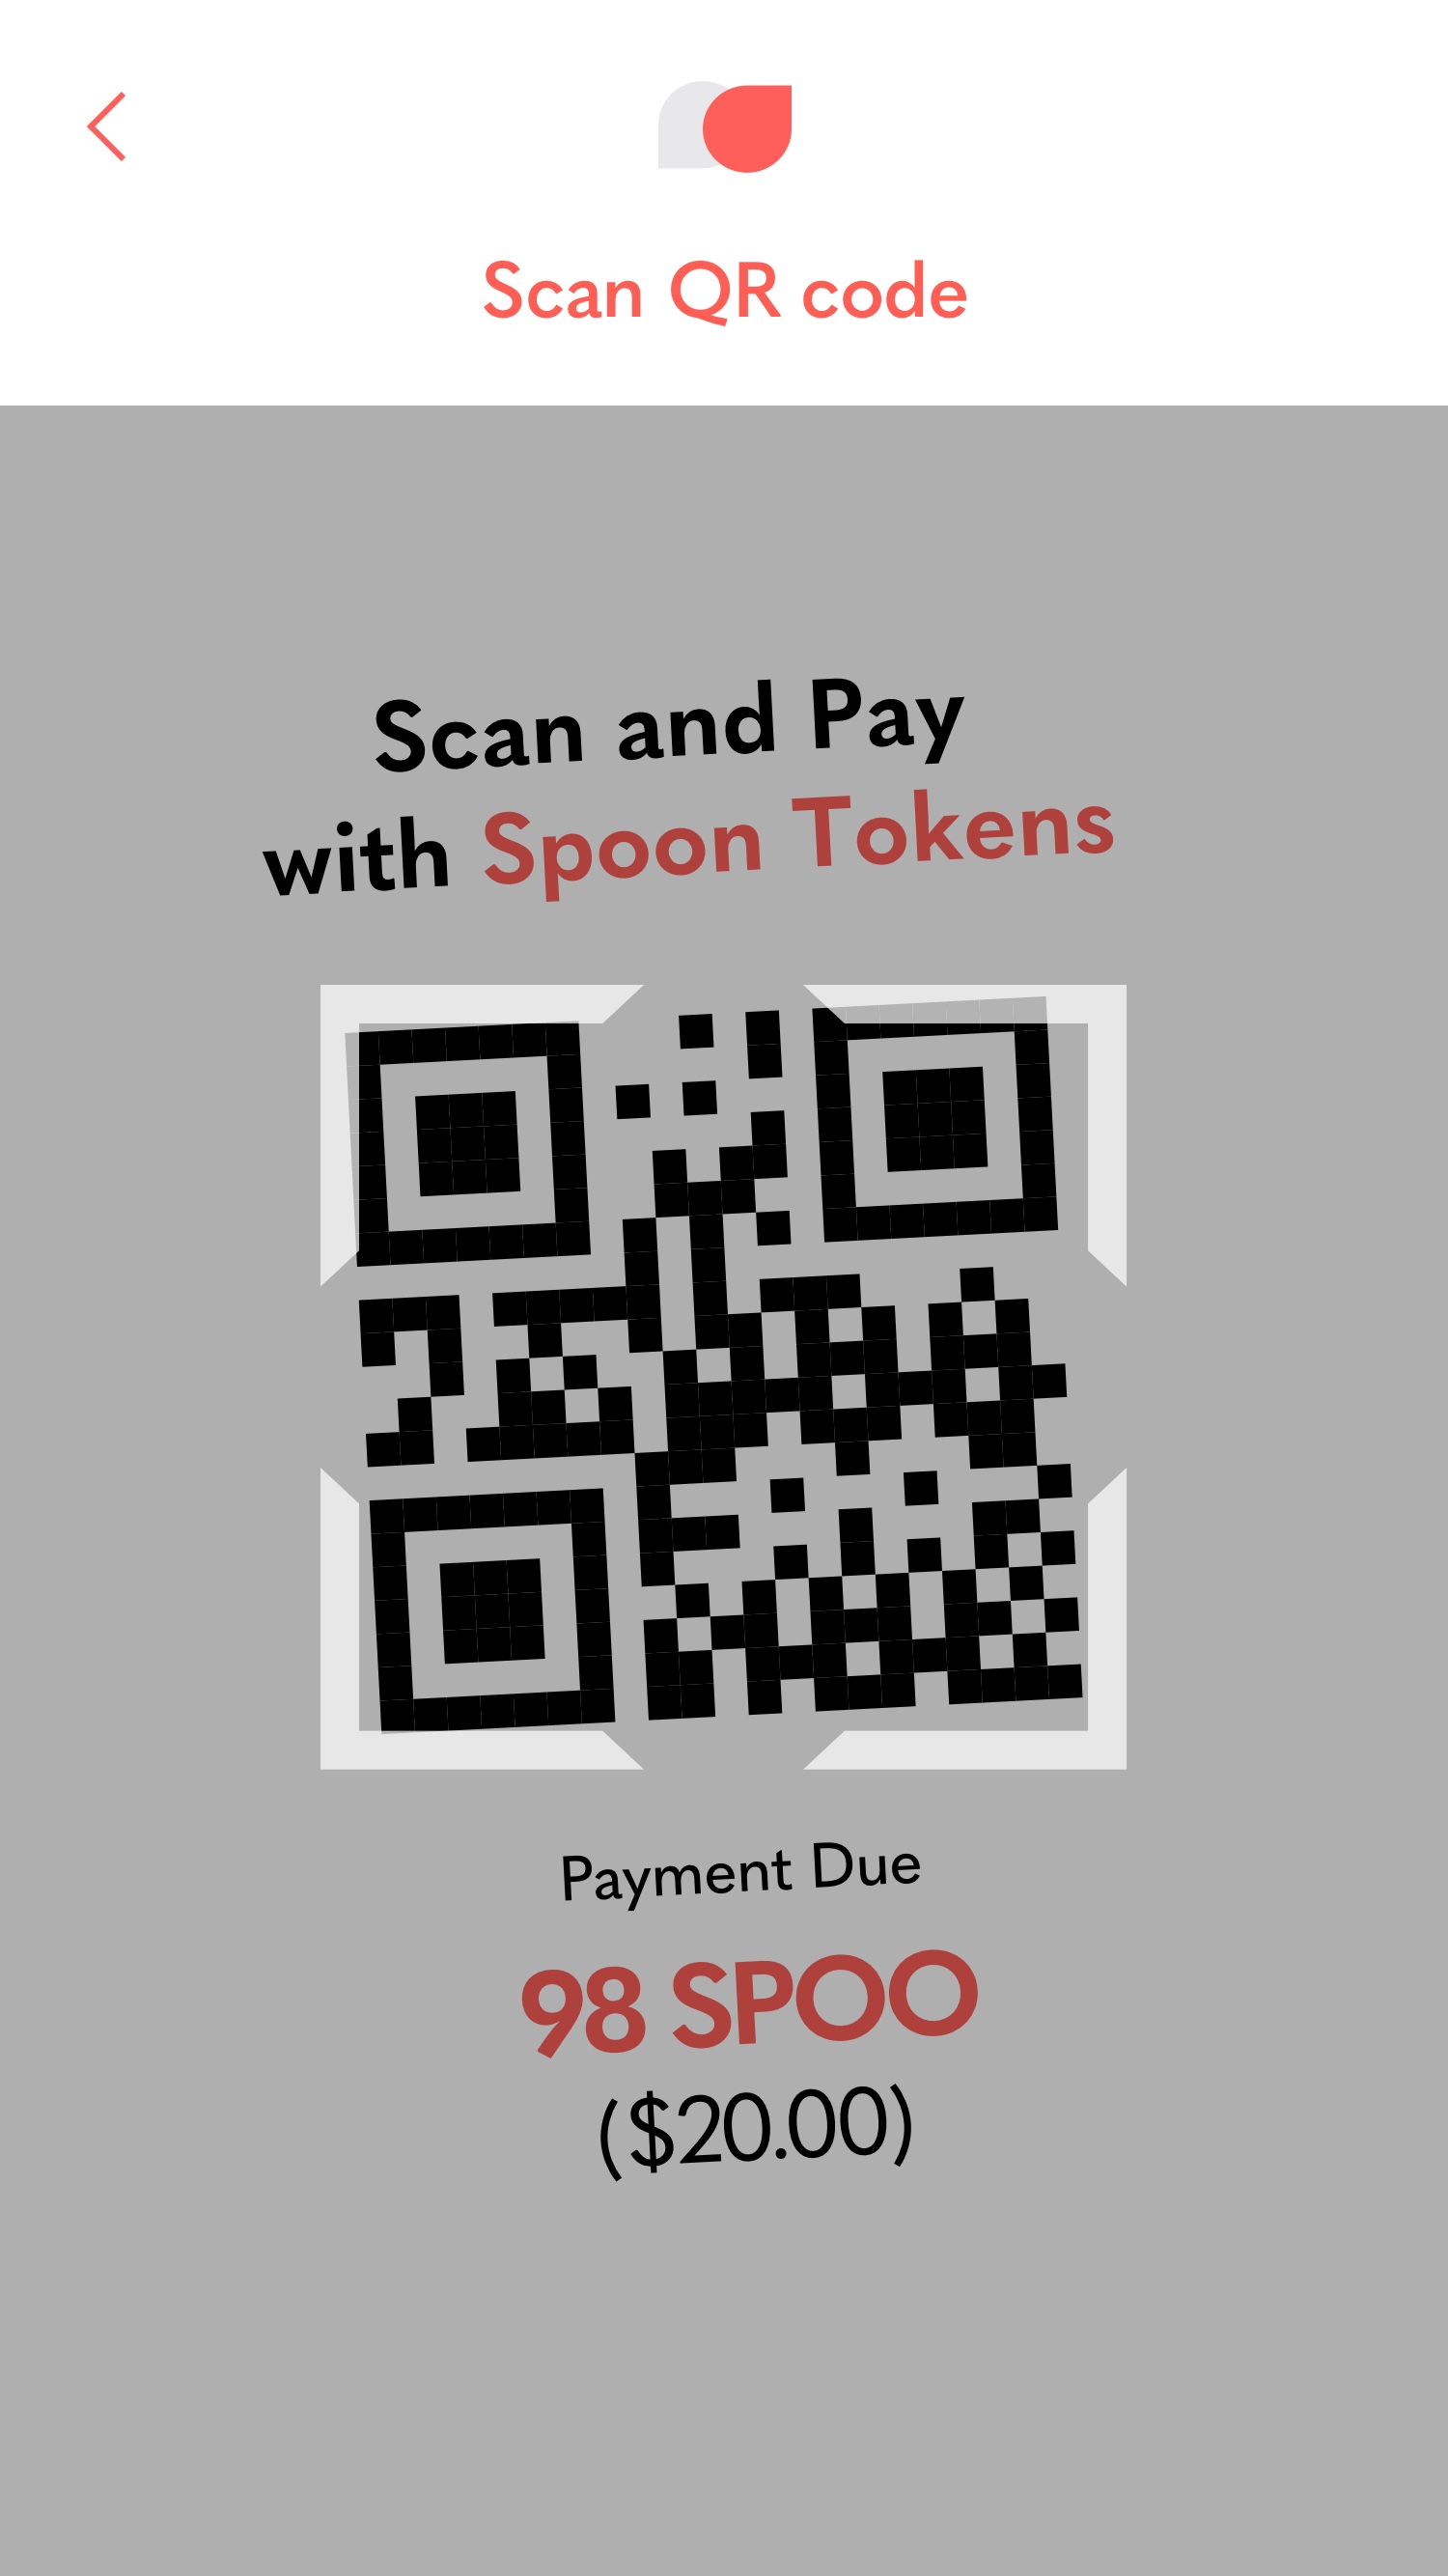 Scan QR code
Scan and Pay
with Spoon Tokens
Payment Due
98 SPOO
($20.00)